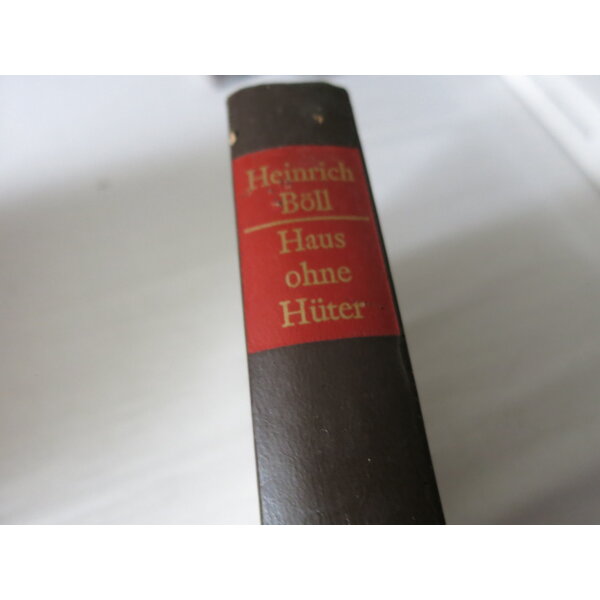 Heinrich
Böll
Haus
ohne
Hüter